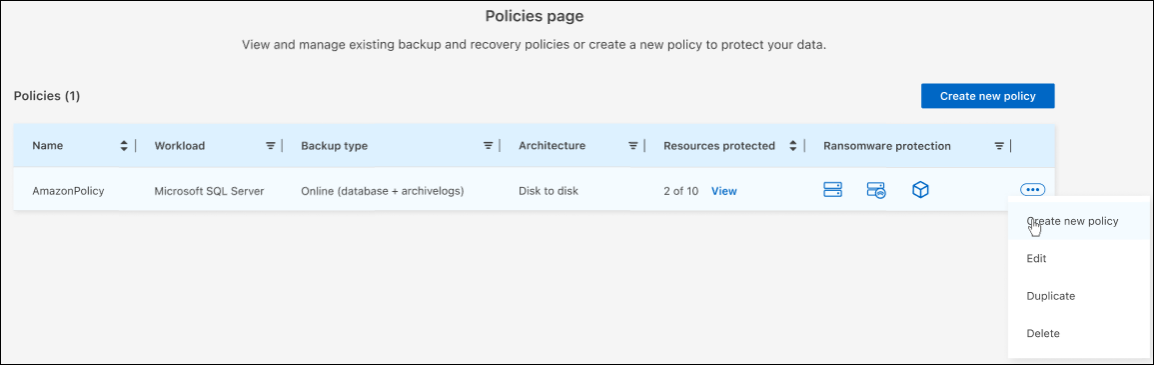 Policies page
View and manage existing backup and recovery policies or create a new policy to protect your data.
Policies (1)
Create new policy
Name Workload Backup type Architecture Resources protected Ransomware protection
AmazonPolicy Microsoft SQL Server Online (database + archivelogs) Disk to disk 2 of 10 View
Create new policy
Edit
Duplicate
Delete